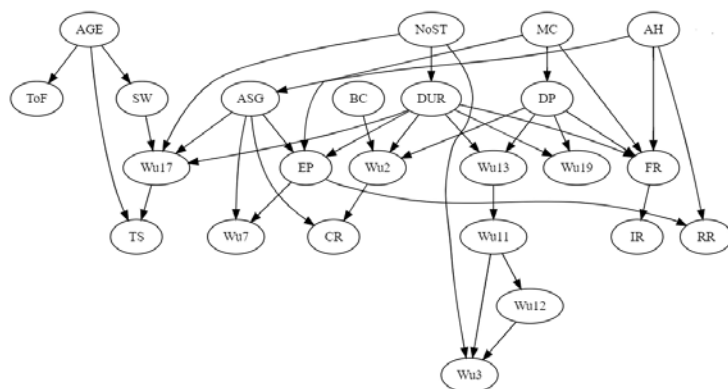 AGE NoST MC AH
ToF SW ASG BC DUR DP
Wu17 EP Wu2 Wu13 Wu19 FR
TS Wu7 CR Wu11 IR RR
Wu12
Wu3